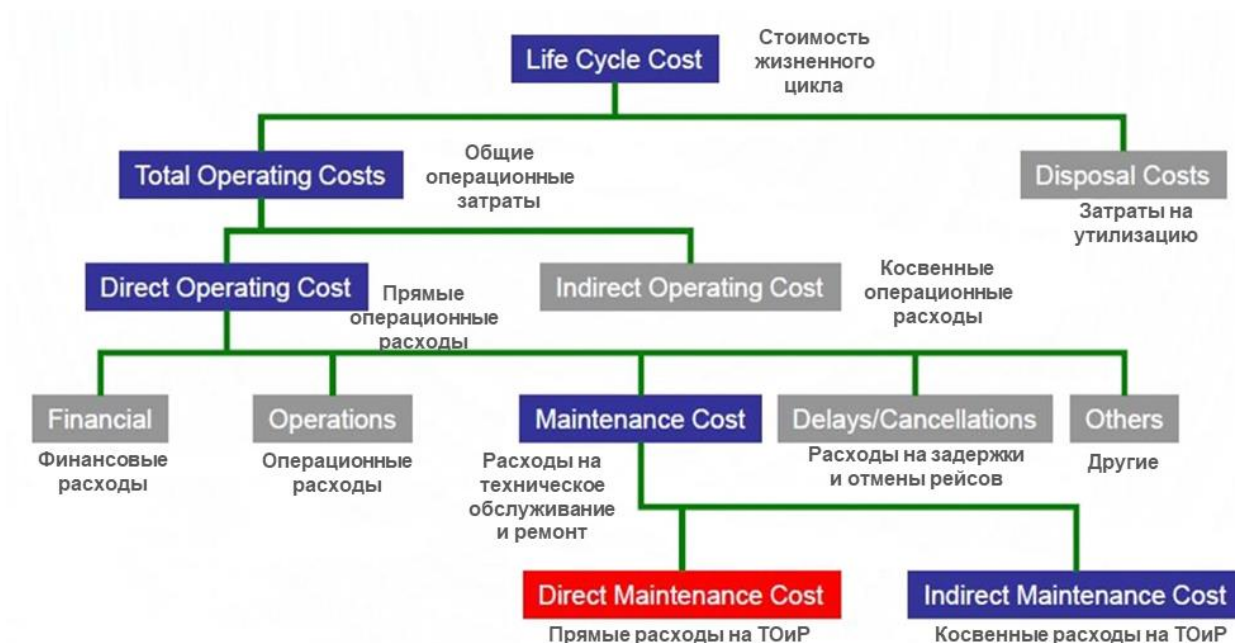 Life Cycle Cost
Стоимость
жизненного
цикла
Total Operating Costs
Общие
операционные
затраты
Disposal Costs
Затраты на
утилизацию
Direct Operating Cost
Прямые
операционные
расходы
Indirect Operating Cost
Косвенные
операционные
расходы
Financial
Финансовые
расходы
Operations
Операционные
расходы
Maintenance Cost
Расходы на
техническое
обслуживание
и ремонт
Delays/Cancellations
Расходы на задержки
и отмены рейсов
Others
Другие
Direct Maintenance Cost
Прямые расходы на ТОиР
Indirect Maintenance Cost
Косвенные расходы на ТОиР